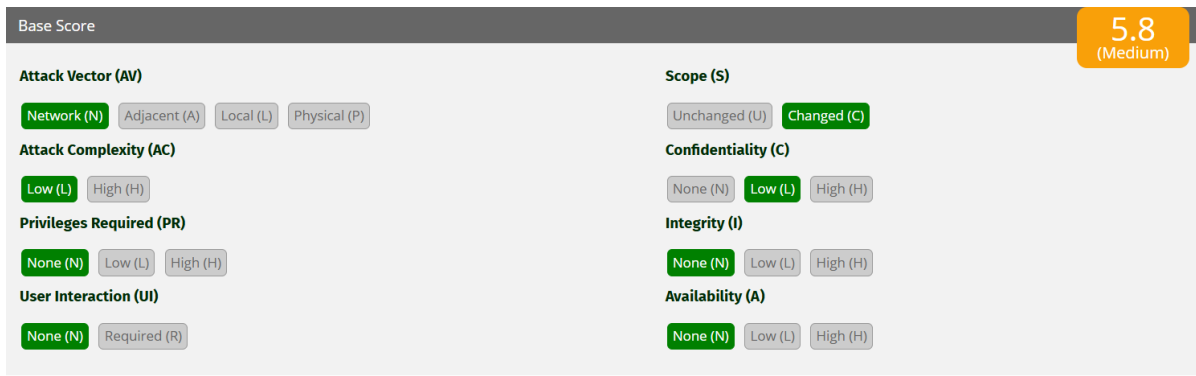 Base Score
5.8
(Medium)
Attack Vector (AV)
Network (N) Adjacent (A) Local (L) Physical (P)
Attack Complexity (AC)
Low (L) High (H)
Privileges Required (PR)
None (N) Low (L) High (H)
User Interaction (UI)
None (N) Required (R)
Scope (S)
Unchanged (U) Changed (C)
Confidentiality (C)
None (N) Low (L) High (H)
Integrity (I)
None (N) Low (L) High (H)
Availability (A)
None (N) Low (L) High (H)